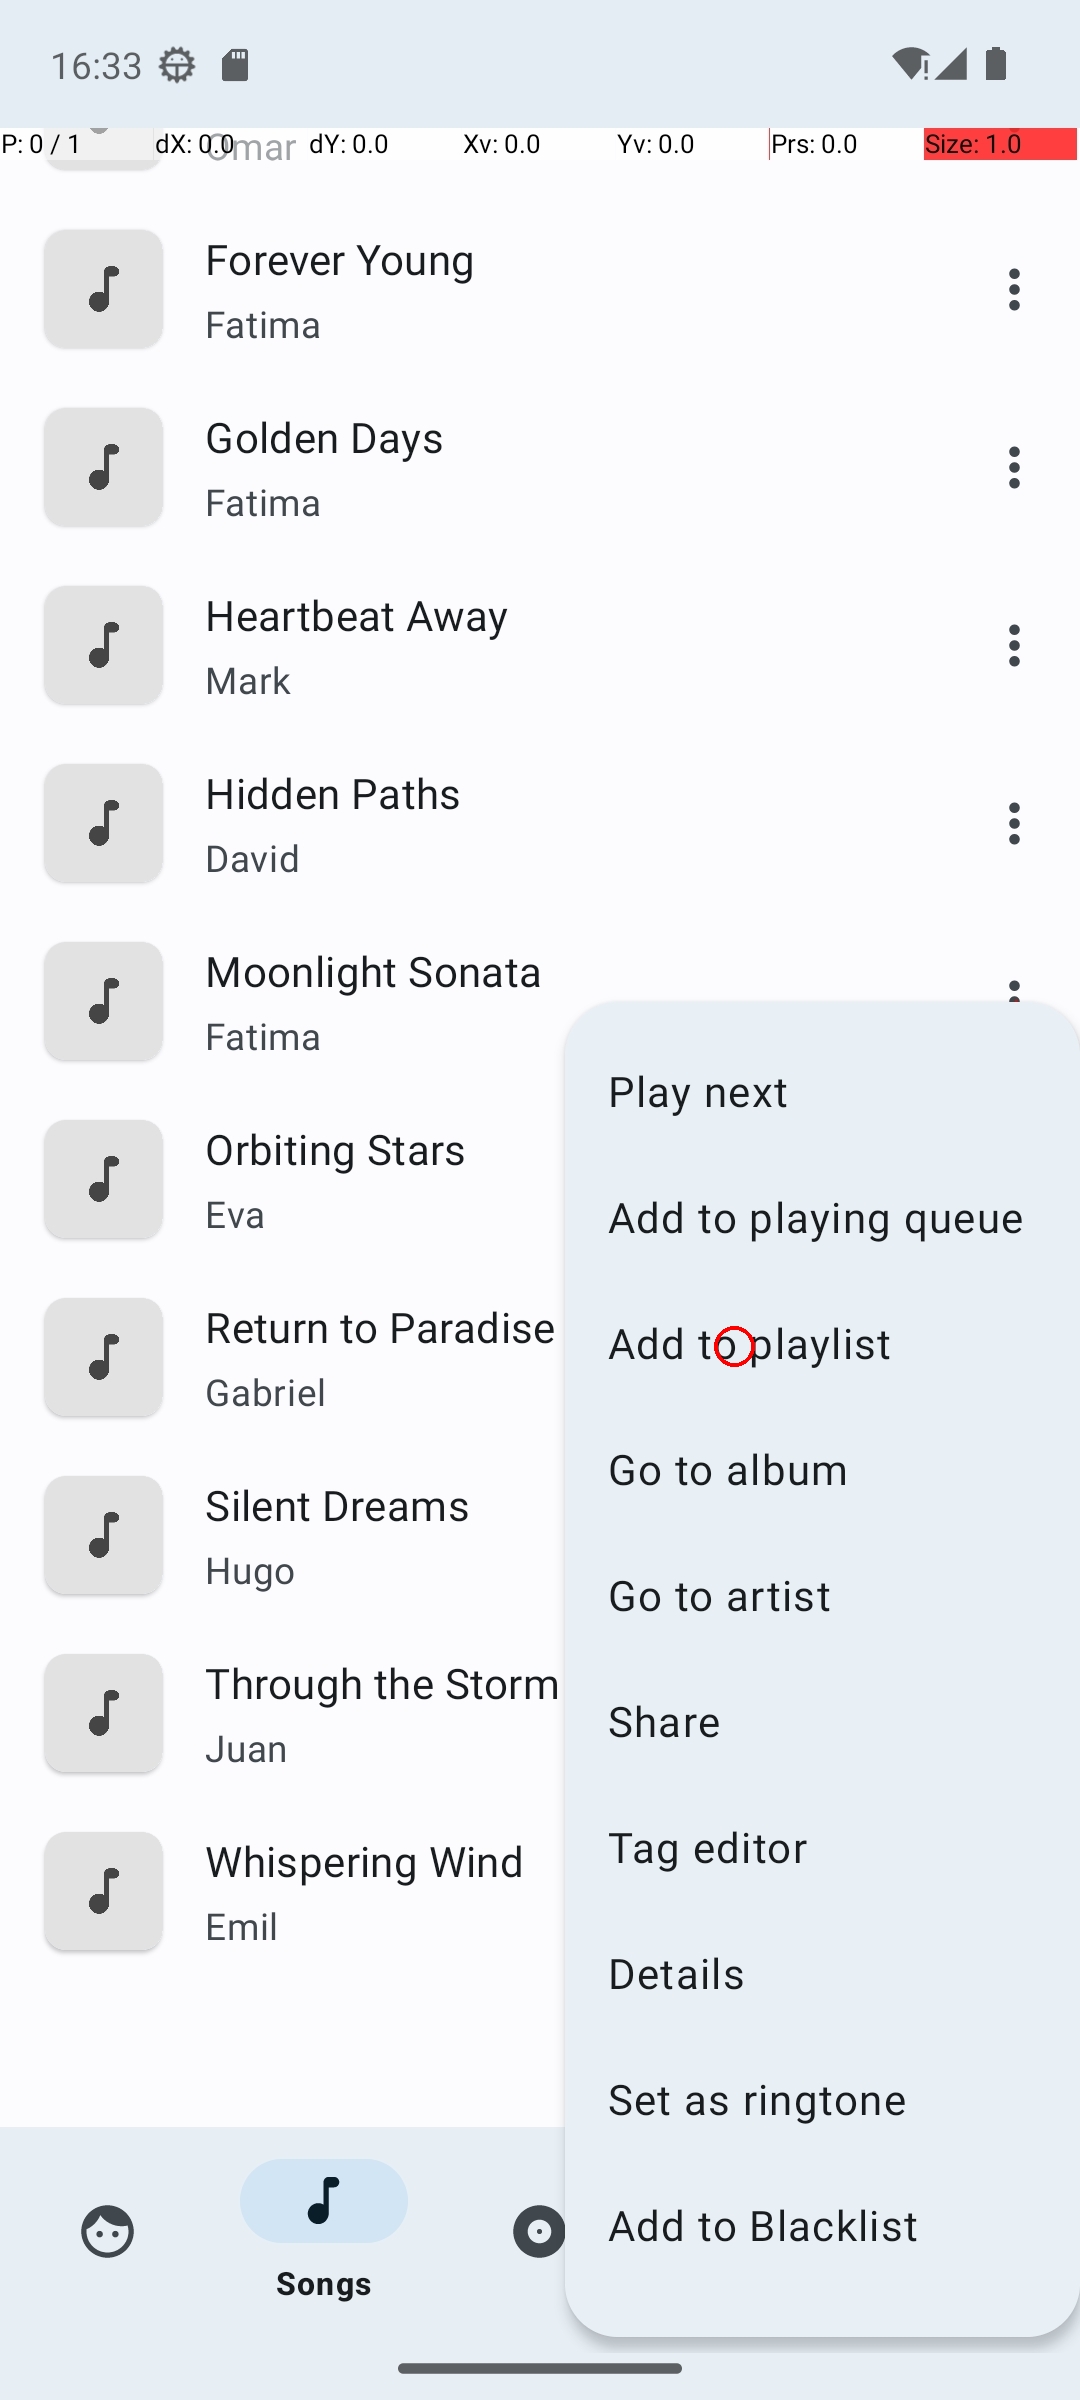 16:33
P: 0 / 1 dX: 0.0 dY: 0.0 Xv: 0.0 Yv: 0.0 Prs: 0.0 Size: 1.0
Omar
Forever Young
Fatima
Golden Days
Fatima
Heartbeat Away
Mark
Hidden Paths
David
Moonlight Sonata
Fatima
Orbiting Stars
Eva
Return to Paradise
Gabriel
Silent Dreams
Hugo
Through the Storm
Juan
Whispering Wind
Emil
Play next
Add to playing queue
Add to playlist
Go to album
Go to artist
Share
Tag editor
Details
Set as ringtone
Add to Blacklist
Songs